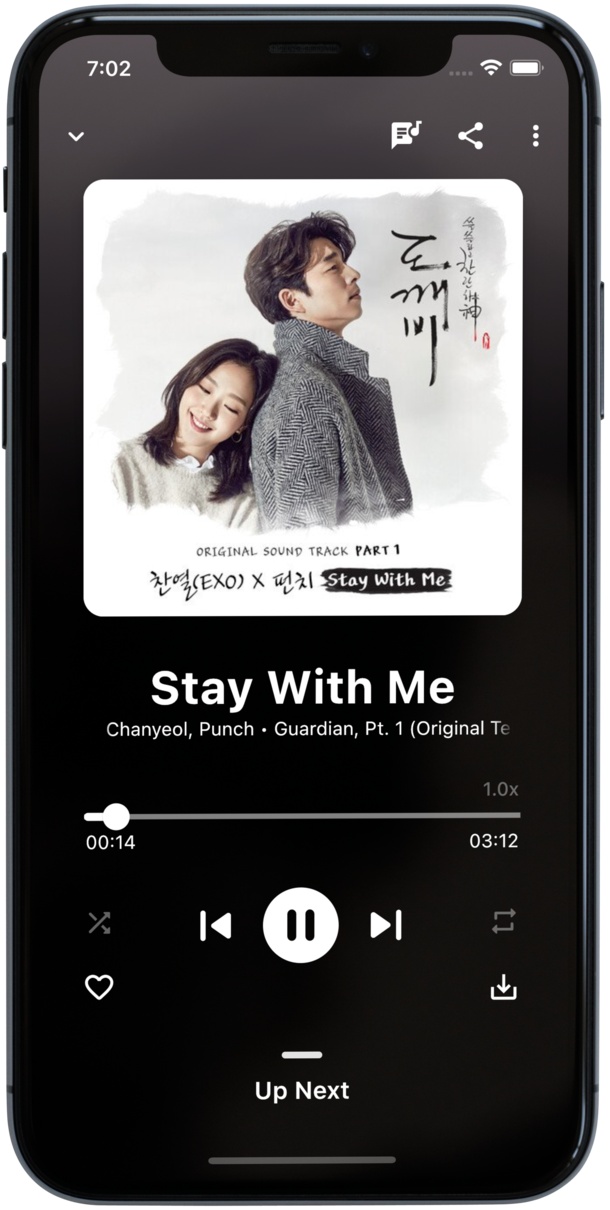 7:02
도깨비
쓸쓸하고
찬란하神
ORIGINAL SOUND TRACK PART 1
찬열(EXO) X 펀치 Stay With Me
Stay With Me
Chanyeol, Punch • Guardian, Pt. 1 (Original Te
1.0x
00:14
03:12
Up Next